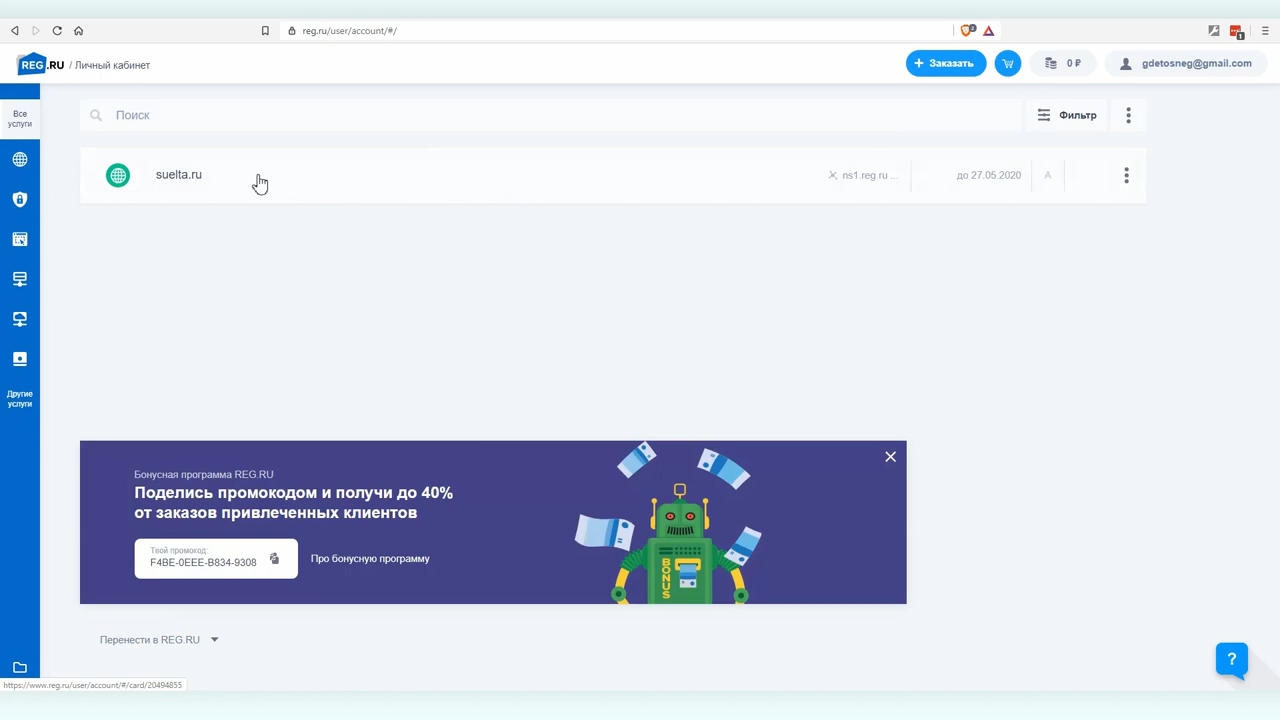 reg.ru/user/account/#/
3
1
REG.RU / Личный кабинет
+ Заказать
0 ₽
gdetosneg@gmail.com
Все
услуги
Поиск
Фильтр
suelta.ru
ns1.reg.ru ...
до 27.05.2020
A
Другие
услуги
Бонусная программа REG.RU
Поделись промокодом и получи до 40%
от заказов привлеченных клиентов
Твой промокод:
F4BE-0EEE-B834-9308
Про бонусную программу
BONUS
Перенести в REG.RU
?
https://www.reg.ru/user/account/#/card/20494855